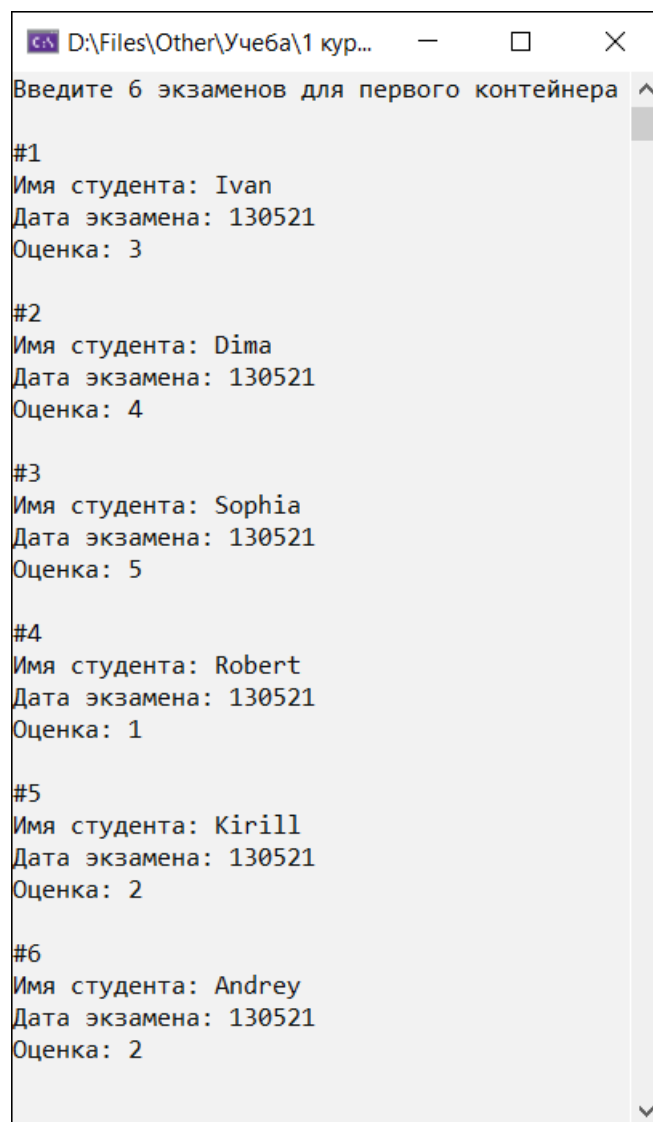 D:\Files\Other\Учеба\1 кур...
Введите 6 экзаменов для первого контейнера
#1
Имя студента: Ivan
Дата экзамена: 130521
Оценка: 3
#2
Имя студента: Dima
Дата экзамена: 130521
Оценка: 4
#3
Имя студента: Sophia
Дата экзамена: 130521
Оценка: 5
#4
Имя студента: Robert
Дата экзамена: 130521
Оценка: 1
#5
Имя студента: Kirill
Дата экзамена: 130521
Оценка: 2
#6
Имя студента: Andrey
Дата экзамена: 130521
Оценка: 2